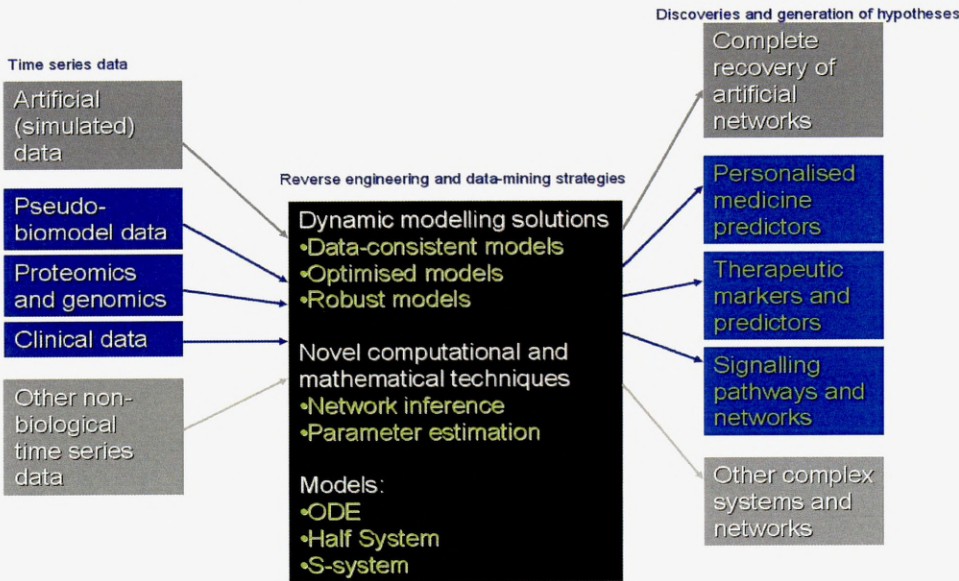 Discoveries and generation of hypotheses
Time series data
Artificial
(simulated)
data
Pseudo-
biomodel data
Proteomics
and genomics
Clinical data
Other non-
biological
time series
data
Reverse engineering and data-mining strategies
Dynamic modelling solutions
•Data-consistent models
•Optimised models
•Robust models
Novel computational and
mathematical techniques
•Network inference
•Parameter estimation
Models:
•ODE
•Half System
•S-system
Complete
recovery of
artificial
networks
Personalised
medicine
predictors
Therapeutic
markers and
predictors
Signalling
pathways and
networks
Other complex
systems and
networks